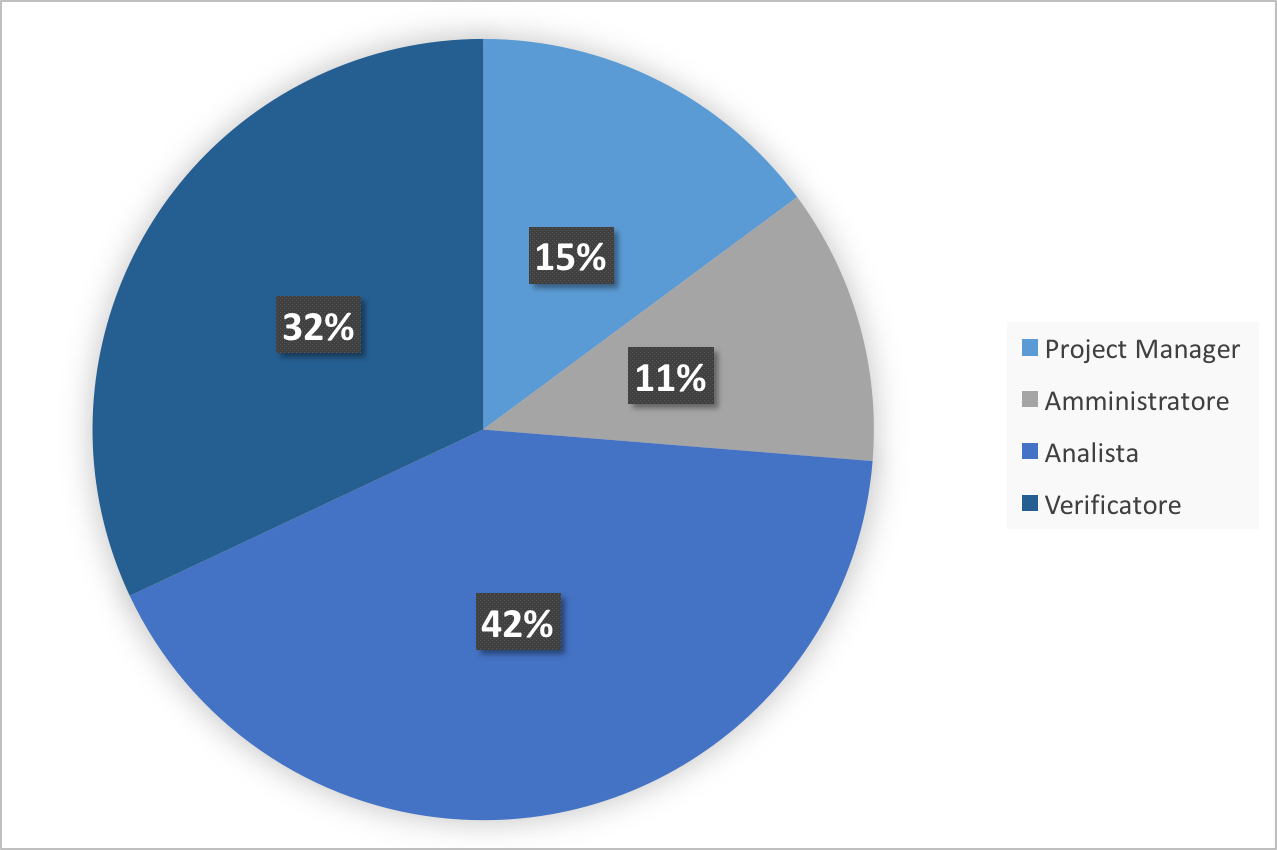 15%
11%
32%
42%
Project Manager
Amministratore
Analista
Verificatore